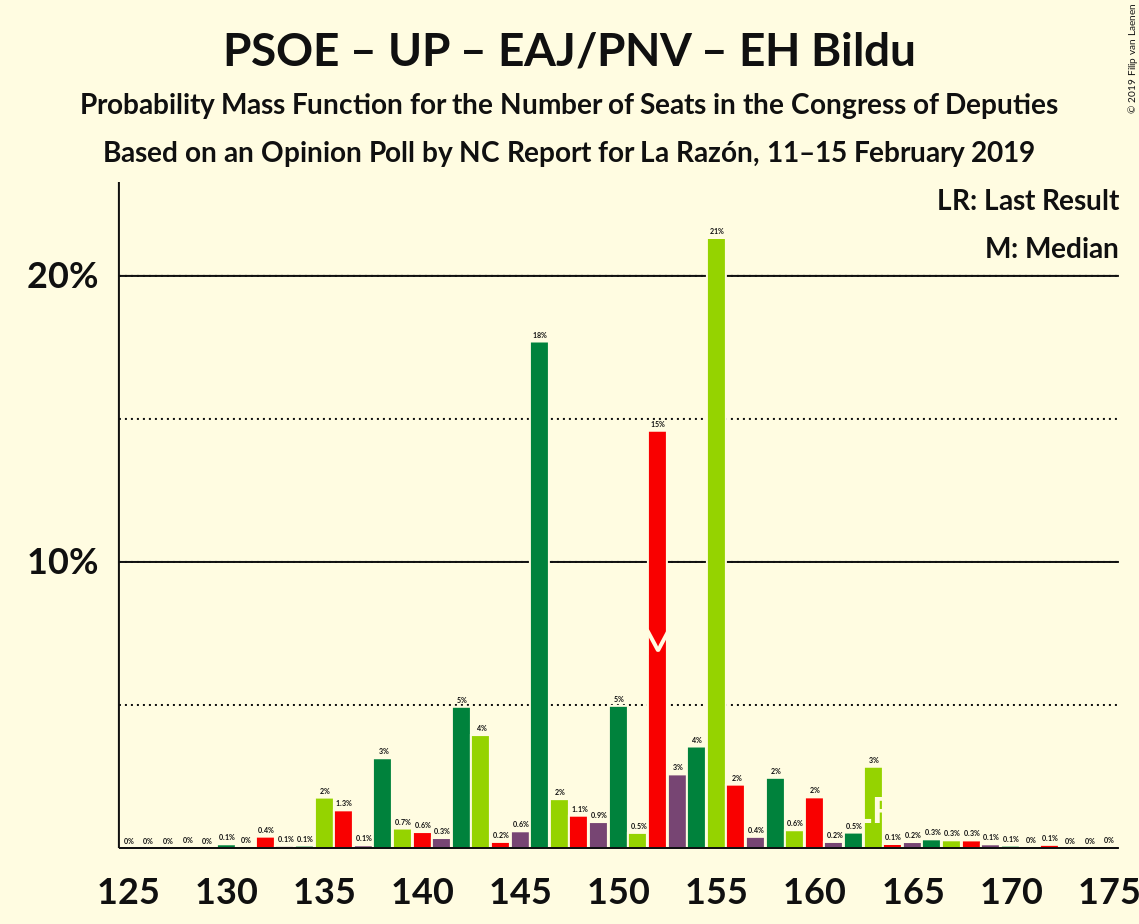 PSOE – UP – EAJ/PNV – EH Bildu
Probability Mass Function for the Number of Seats in the Congress of Deputies
Based on an Opinion Poll by NC Report for La Razón, 11–15 February 2019
© 2019 Filip van Laenen
LR: Last Result
M: Median
20%
10%
0% 0% 0% 0% 0% 0.1% 0% 0.4% 0.1% 0.1% 2% 1.3% 0.1% 3% 0.7% 0.6% 0.3% 5% 4% 0.2% 0.6% 18% 2% 1.1% 0.9% 5% 0.5% 15% 3% 4% 21% 2% 0.4% 2% 0.6% 2% 0.2% 0.5% 3% 0.1% 0.2% 0.3% 0.3% 0.3% 0.1% 0.1% 0% 0.1% 0% 0% 0%
M
LR
125 130 135 140 145 150 155 160 165 170 175